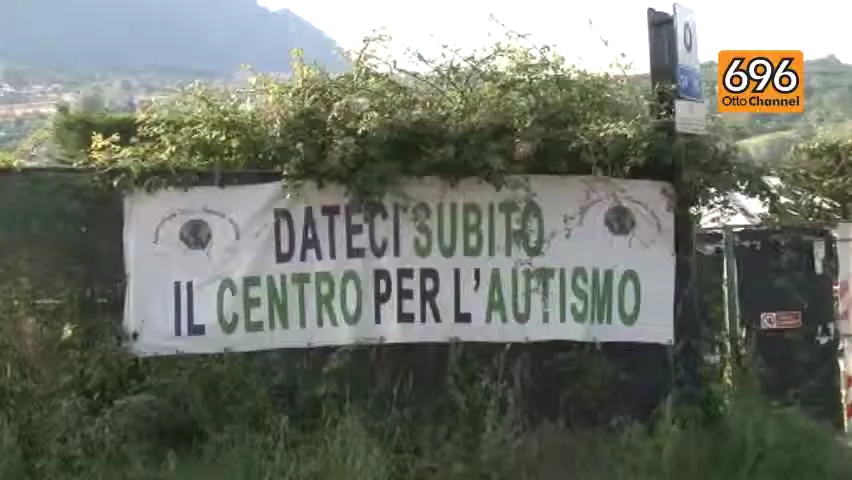 696
Otto Channel
DATECI SUBITO
IL CENTRO PER L'AUTISMO